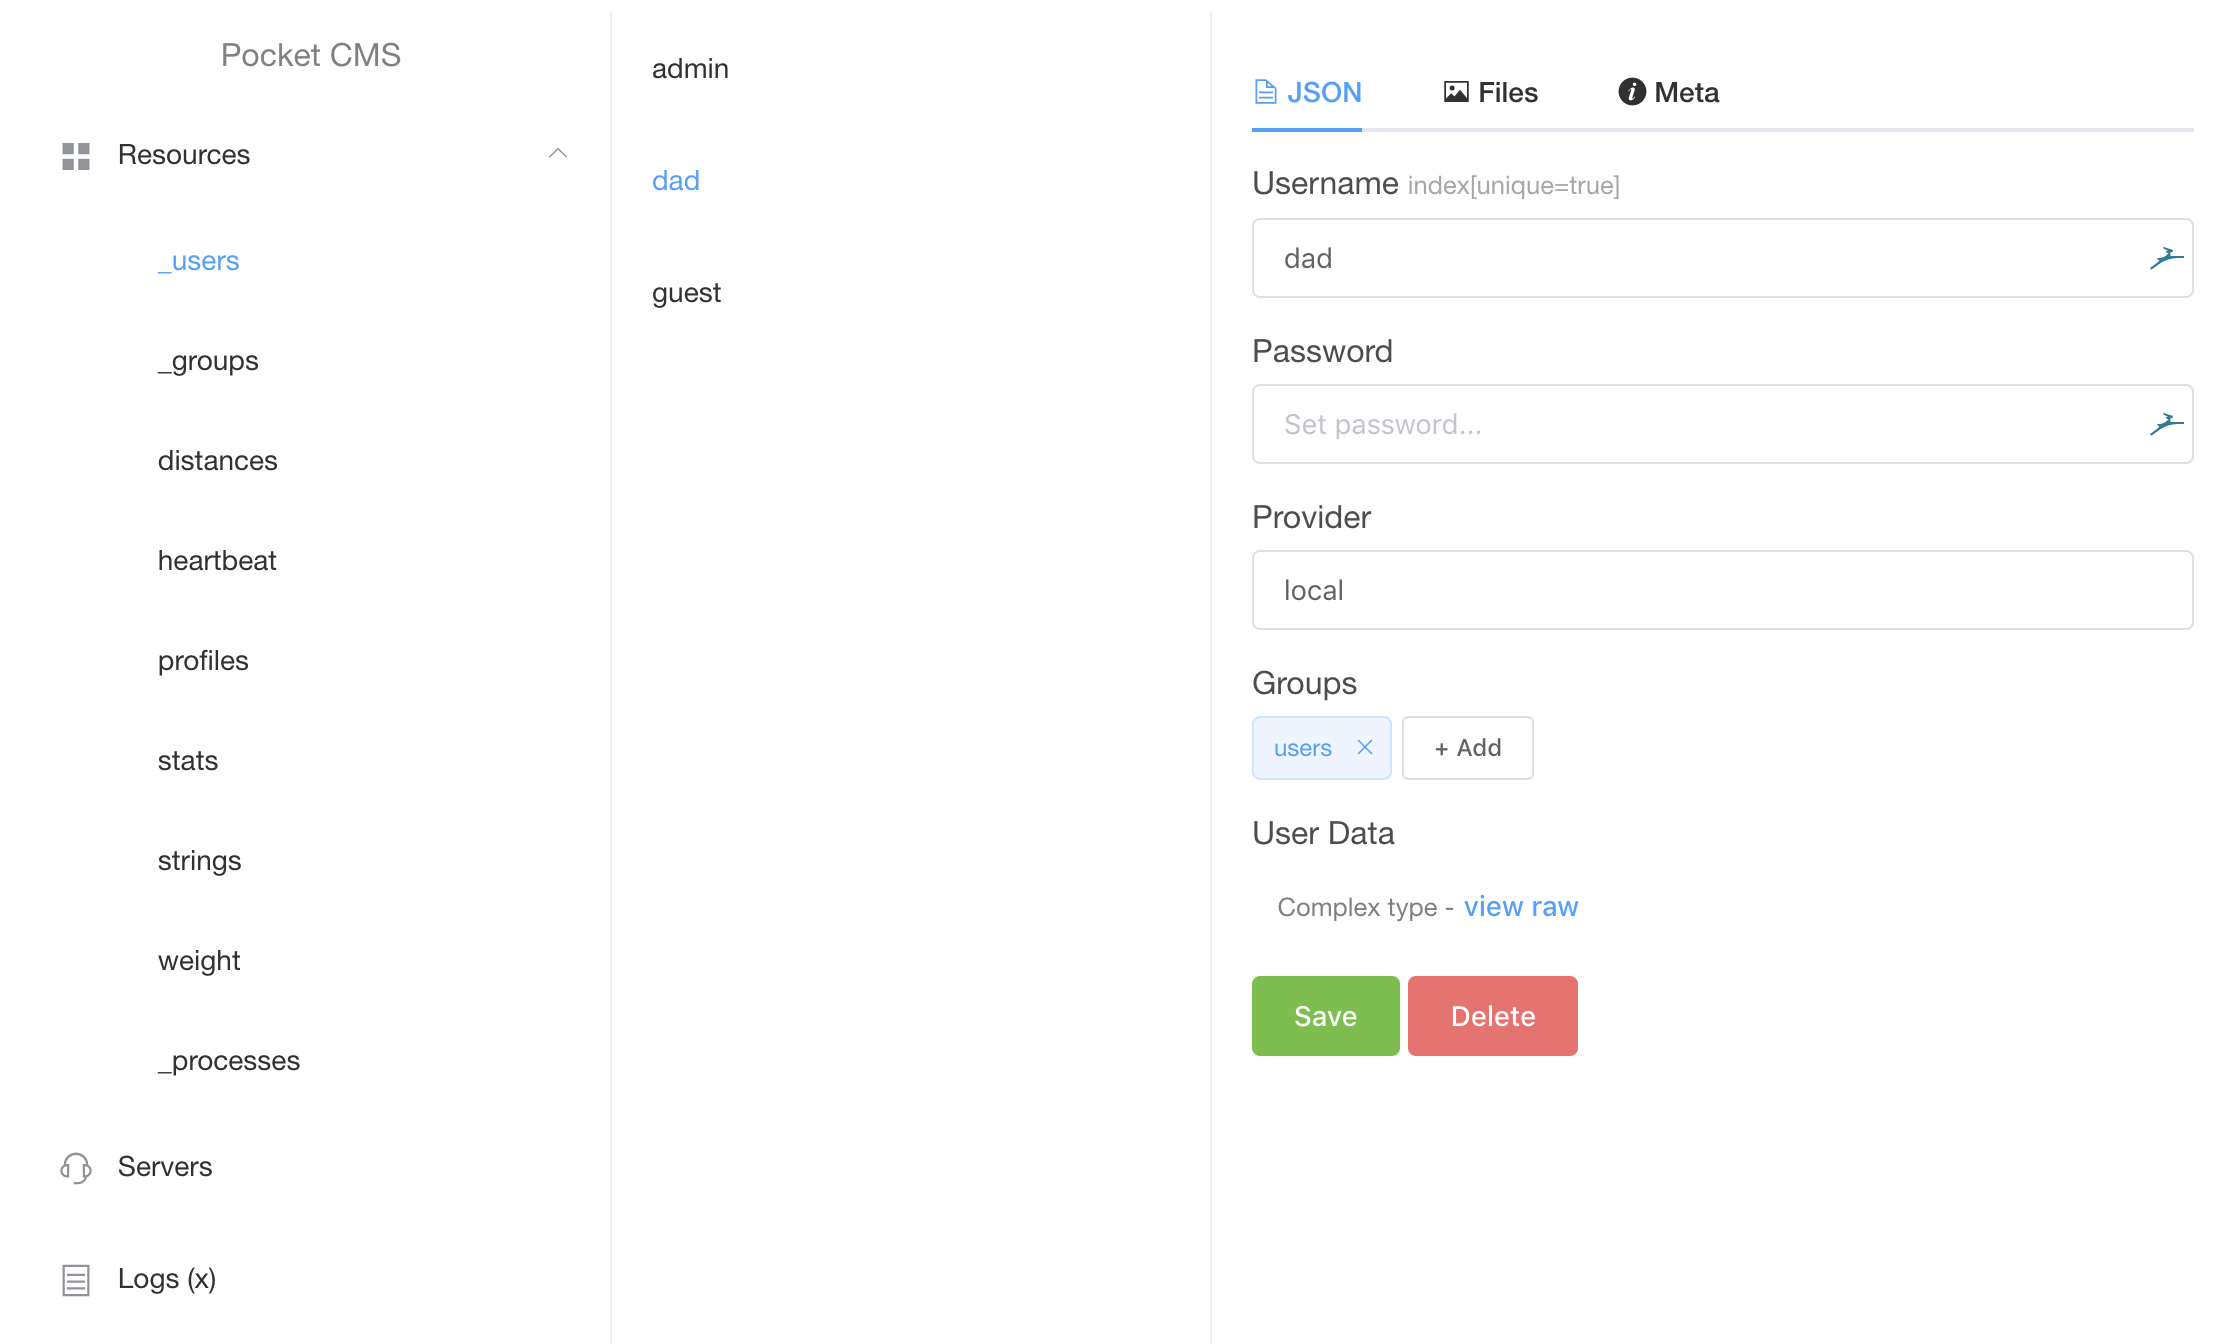 Pocket CMS
Resources
_users
_groups
distances
heartbeat
profiles
stats
strings
weight
_processes
Servers
Logs (x)
admin
dad
guest
JSON Files Meta
Username index[unique=true]
dad
Password
Set password...
Provider
local
Groups
users + Add
User Data
Complex type - view raw
Save Delete